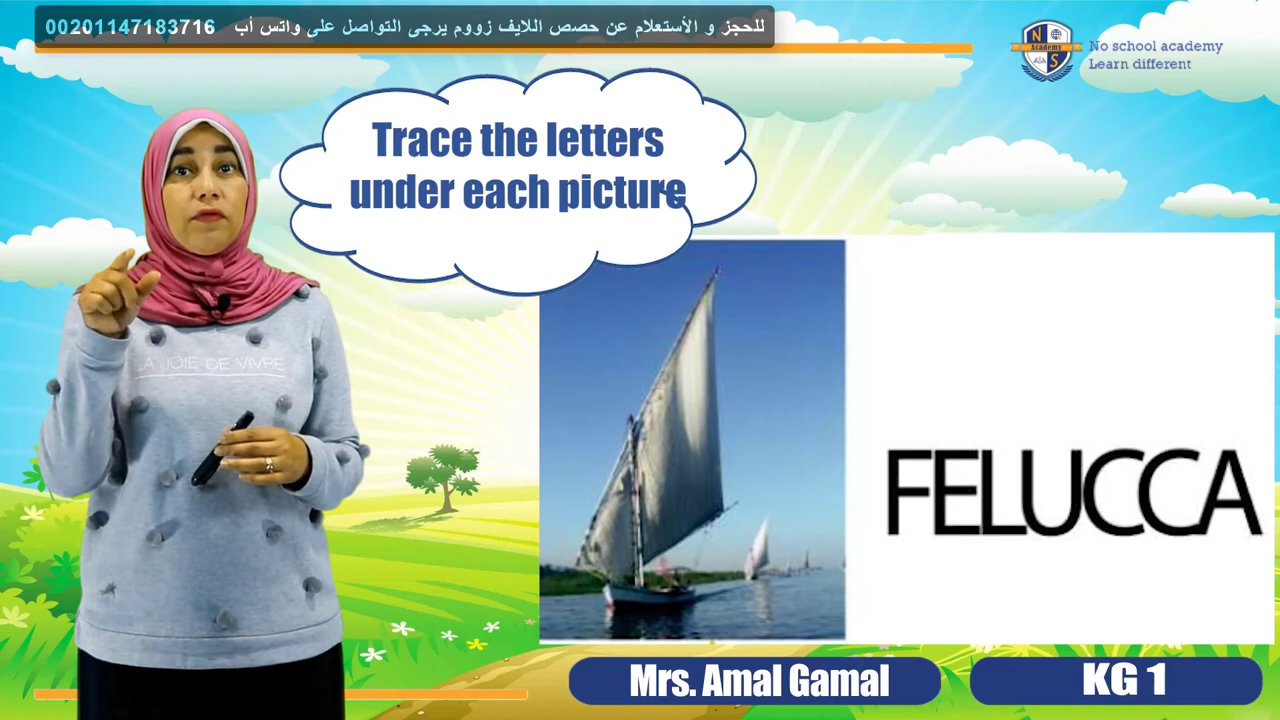 للحجز و الأستعلام عن حصص اللايف زووم يرجى التواصل على واتس أب 00201147183716
N
Academy
S
No school academy
Learn different
Trace the letters
under each picture
LA JOIE DE VIVRE
FELUCCA
Mrs. Amal Gamal
KG 1